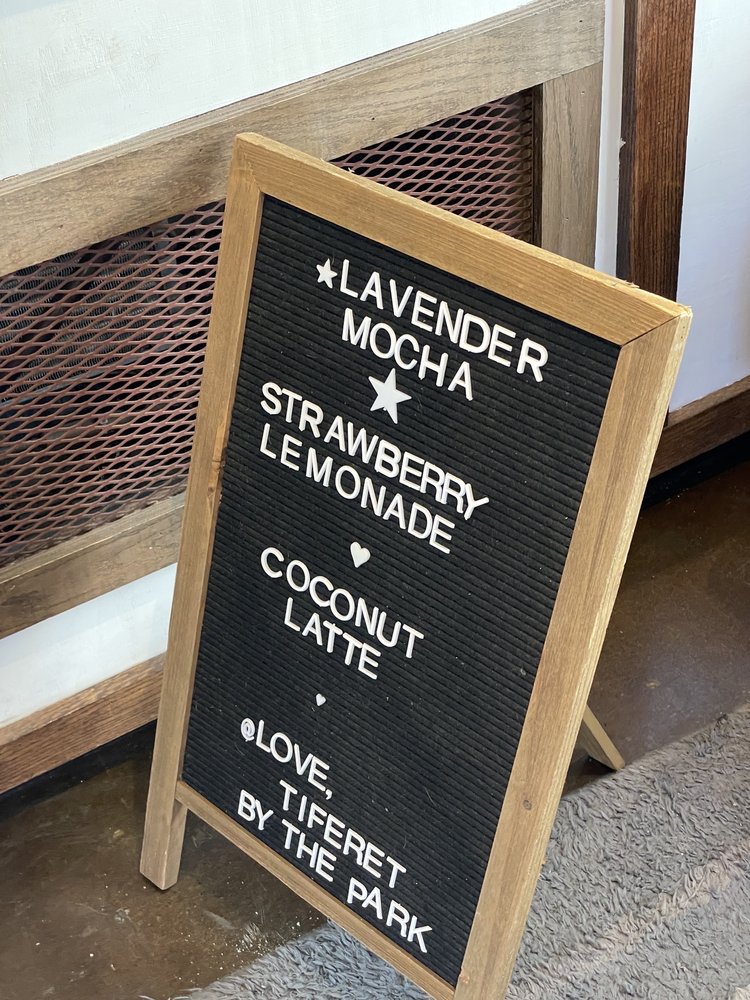 ★LAVENDER
MOCHA
★
STRAWBERRY
LEMONADE
♥
COCONUT
LATTE
♥
@LOVE,
TIFERET
BY THE PARK